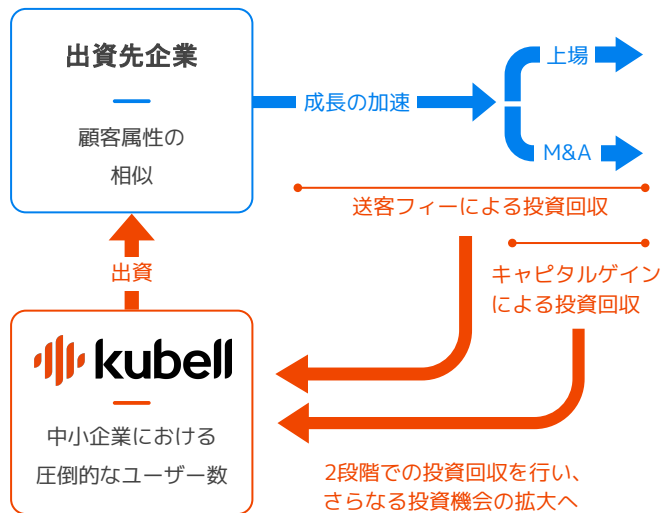 出資先企業
顧客属性の
相似
成長の加速
上場
M&A
送客フィーによる投資回収
キャピタルゲイン
による投資回収
出資
kubell
中小企業における
圧倒的なユーザー数
2段階での投資回収を行い、
さらなる投資機会の拡大へ